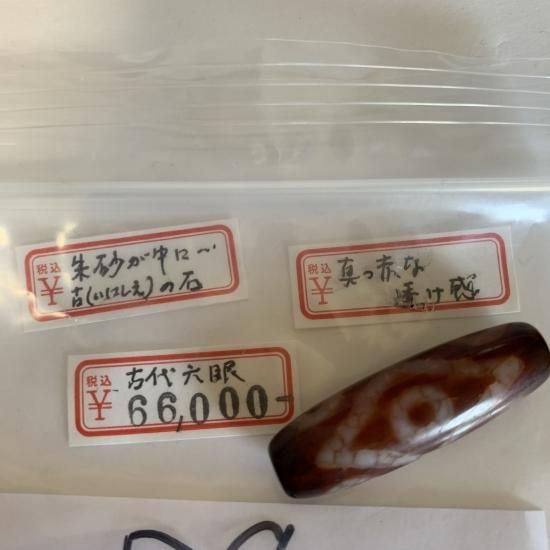 税込
¥
朱砂が中に〜
古(いにしえ)の石
税込
¥
真っ赤な
透け感
税込
¥
古代六眼
66,000-